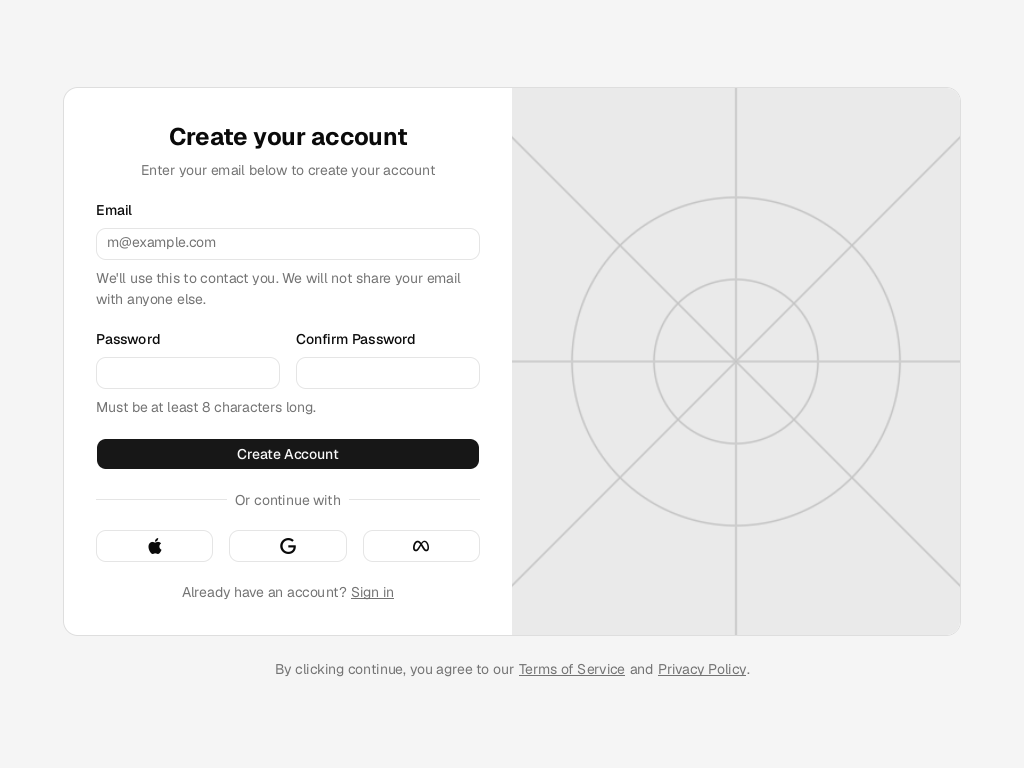 Create your account
Enter your email below to create your account
Email
m@example.com
We'll use this to contact you. We will not share your email
with anyone else.
Password
Confirm Password
Must be at least 8 characters long.
Create Account
Or continue with
Already have an account? Sign in
By clicking continue, you agree to our Terms of Service and Privacy Policy.